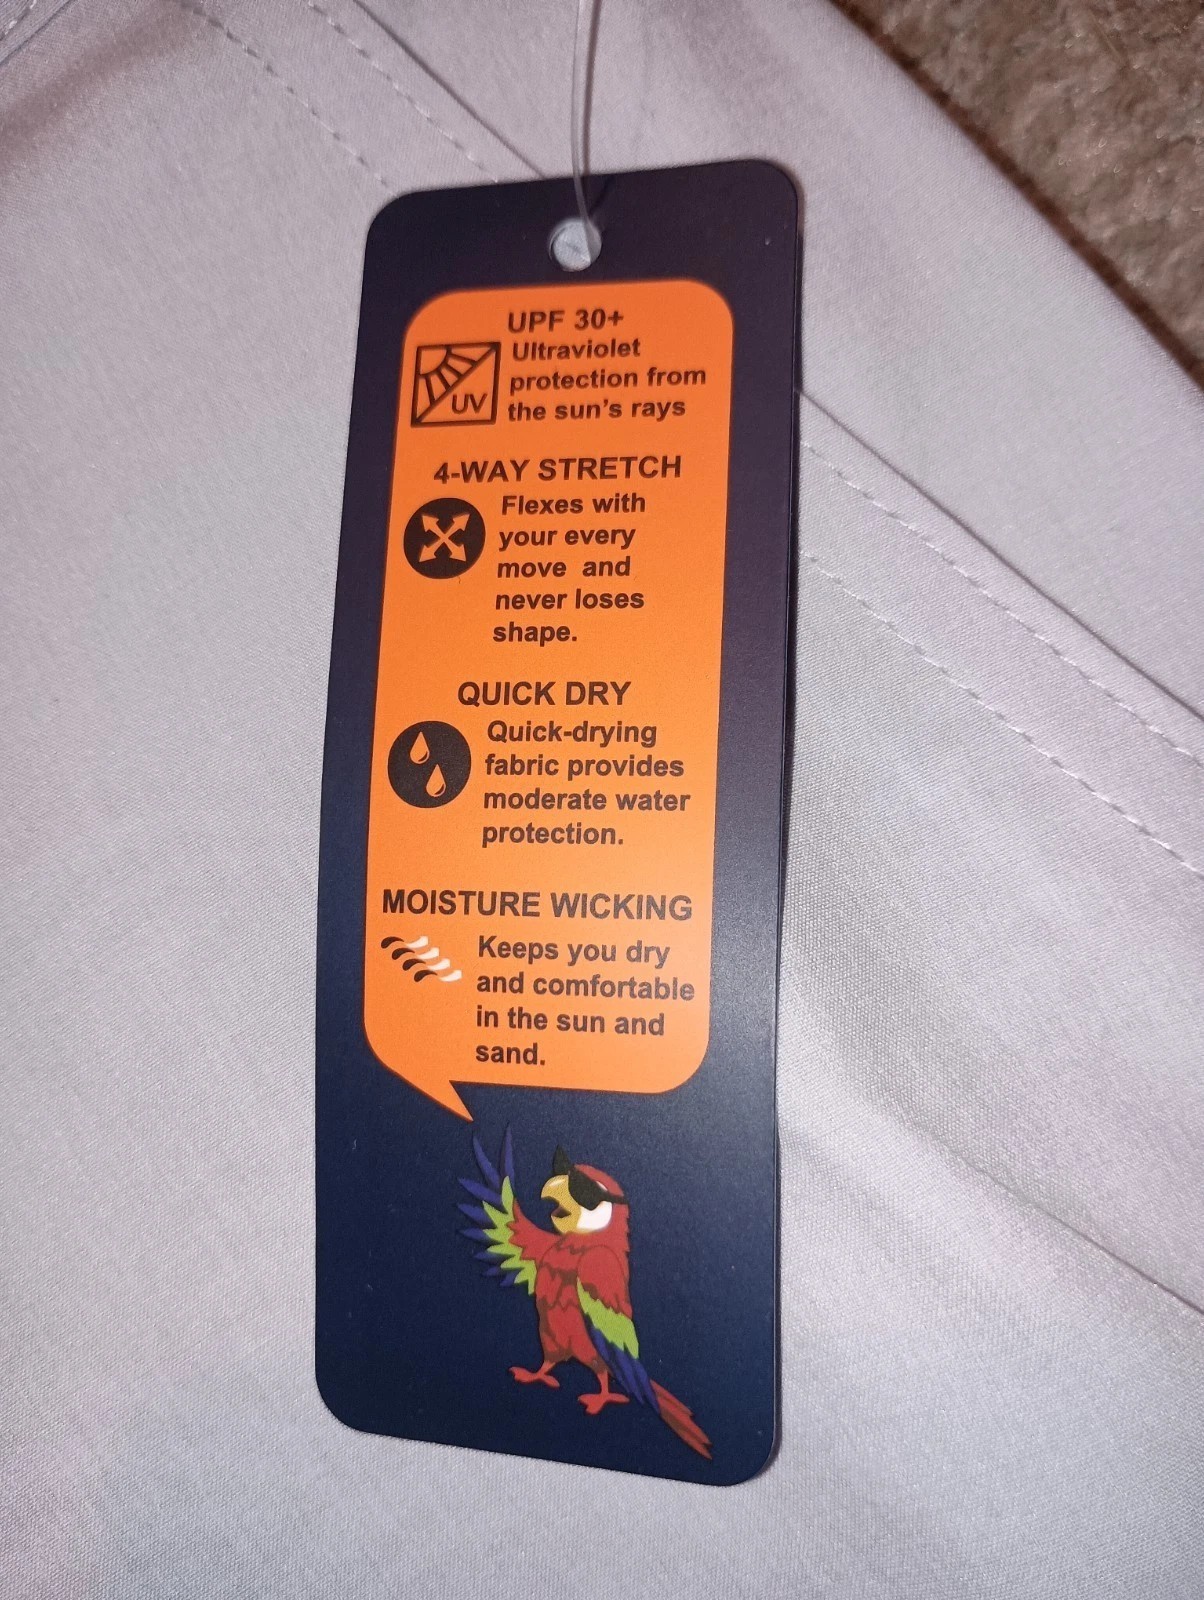 UPF 30+
Ultraviolet
protection from
the sun's rays
UV
4-WAY STRETCH
Flexes with
your every
move and
never loses
shape.
QUICK DRY
Quick-drying
fabric provides
moderate water
protection.
MOISTURE WICKING
Keeps you dry
and comfortable
in the sun and
sand.